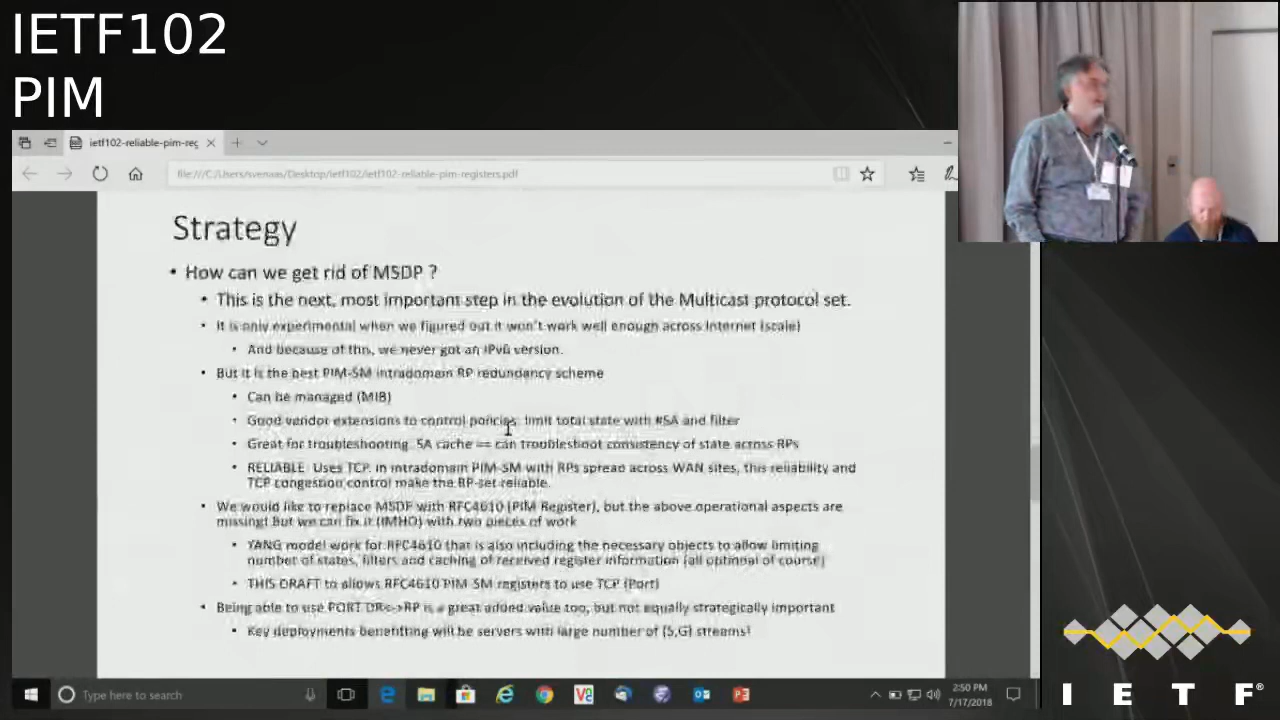 IETF102
PIM
ietf102-reliable-pim-reg
file:///C:/Users/svenaas/Desktop/ietf102/ietf102-reliable-pim-registers.pdf
Strategy
• How can we get rid of MSDP ?
• This is the next, most important step in the evolution of the Multicast protocol set.
• It is only experimental when we figured out it won't work well enough across Internet (scale)
• And because of this, we never got an IPv6 version.
• But it is the best PIM-SM intradomain RP redundancy scheme
• Can be managed (MIB)
• Good vendor extensions to control policies, limit total state with #SA and filter
• Great for troubleshooting. SA cache == can troubleshoot consistency of state across RPs
• RELIABLE. Uses TCP. in intradomain PIM-SM with RPs spread across WAN sites, this reliability and
TCP congestion control make the RP-set reliable.
• We would like to replace MSDP with RFC4610 (PIM Register), but the above operational aspects are
missing! But we can fix it (IMHO) with two pieces of work
• YANG model work for RFC4610 that is also including the necessary objects to allow limiting
number of states, filters and caching of received register information (all optional of course)
• THIS DRAFT to allows RFC4610 PIM-SM registers to use TCP (Port)
• Being able to use PORT DR<->RP is a great added value too, but not equally strategically important
• Key deployments benefitting will be servers with large number of (S,G) streams!
Type here to search
2:50 PM
7/17/2018
I E T F®